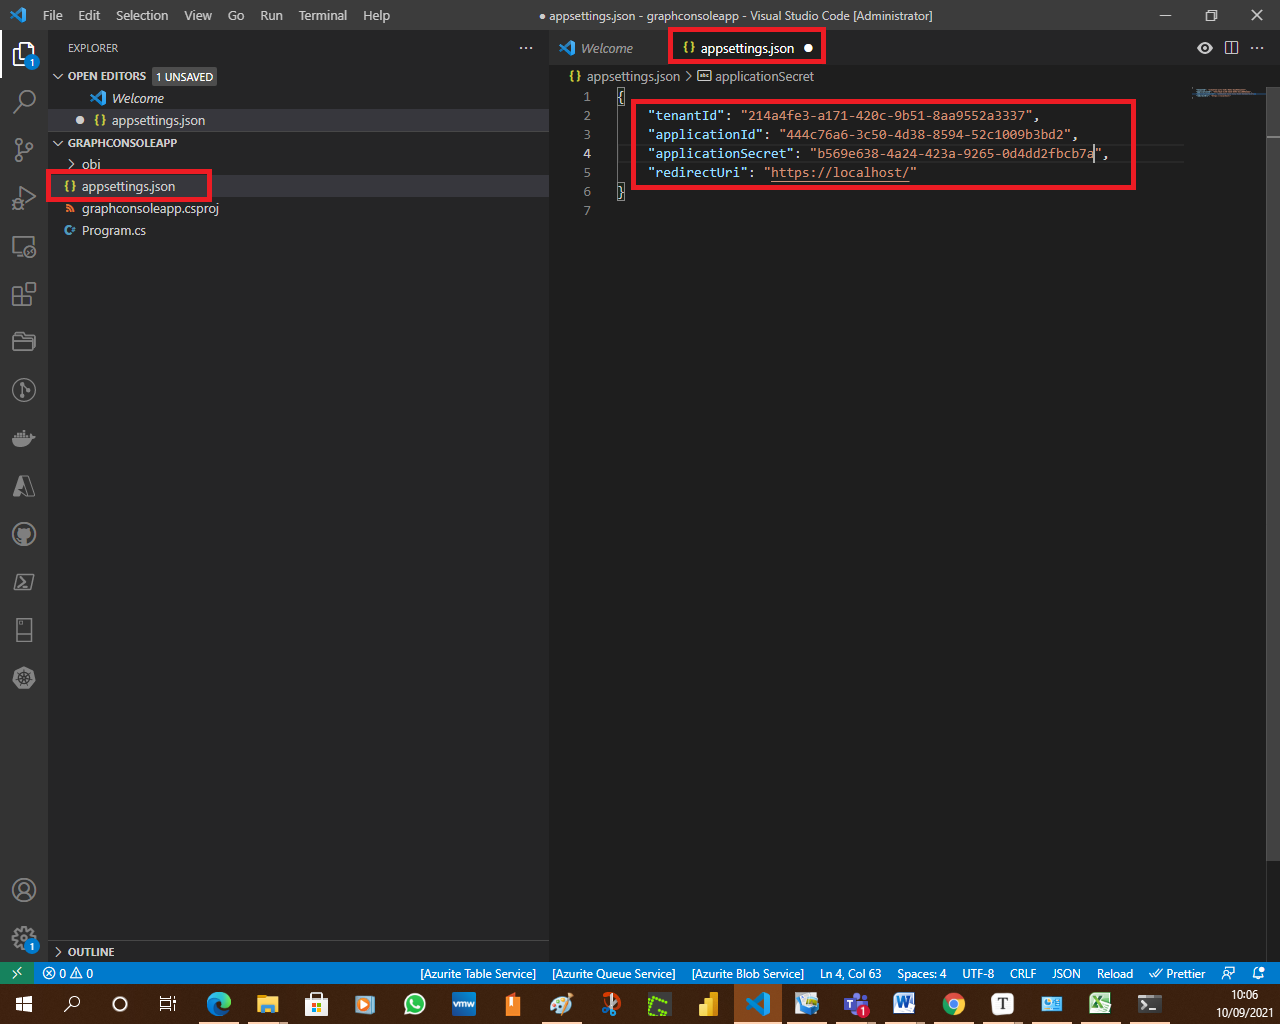 File Edit Selection View Go Run Terminal Help
● appsettings.json - graphconsoleapp - Visual Studio Code [Administrator]
EXPLORER
OPEN EDITORS 1 UNSAVED
Welcome
appsettings.json
GRAPHCONSOLEAPP
obj
appsettings.json
graphconsoleapp.csproj
Program.cs
OUTLINE
Welcome
appsettings.json
appsettings.json > applicationSecret
1 {
2 "tenantId": "214a4fe3-a171-420c-9b51-8aa9552a3337",
3 "applicationId": "444c76a6-3c50-4d38-8594-52c1009b3bd2",
4 "applicationSecret": "b569e638-4a24-423a-9265-0d4dd2fbcb7a",
5 "redirectUri": "https://localhost/"
6 }
7
1
1
0 0
[Azurite Table Service] [Azurite Queue Service] [Azurite Blob Service] Ln 4, Col 63 Spaces: 4 UTF-8 CRLF JSON Reload Prettier
vmw
1
T
10:06
10/09/2021